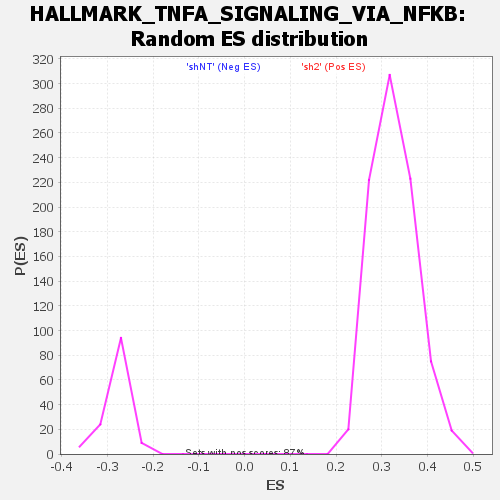 HALLMARK_TNFA_SIGNALING_VIA_NFKB:
Random ES distribution
'shNT' (Neg ES) 'sh2' (Pos ES)
320
300
280
260
240
220
200
180
160
140
120
100
80
60
40
20
0
P(ES)
Sets with pos scores: 87%
-0.4 -0.3 -0.2 -0.1 0.0 0.1 0.2 0.3 0.4 0.5
ES